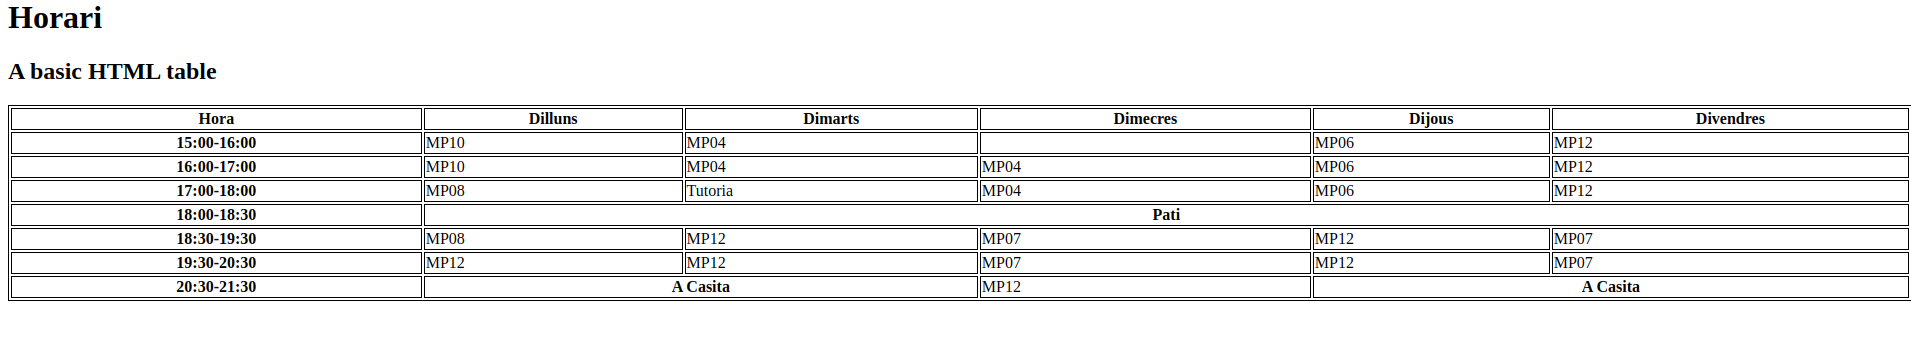 Horari
A basic HTML table
Hora Dilluns Dimarts Dimecres Dijous Divendres
15:00-16:00 MP10 MP04 MP06 MP12
16:00-17:00 MP10 MP04 MP04 MP06 MP12
17:00-18:00 MP08 Tutoria MP04 MP06 MP12
18:00-18:30 Pati
18:30-19:30 MP08 MP12 MP07 MP12 MP07
19:30-20:30 MP12 MP12 MP07 MP12 MP07
20:30-21:30 A Casita MP12 A Casita